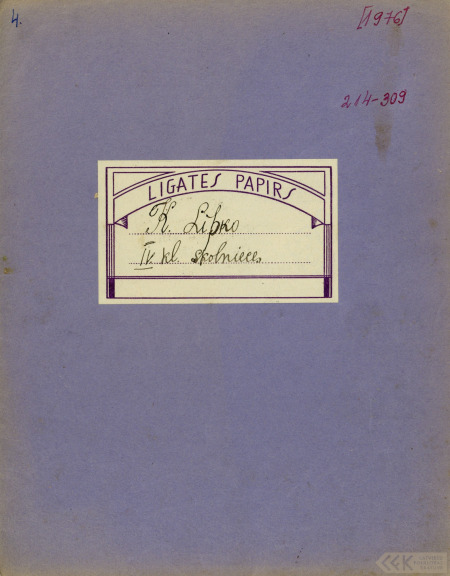 4.
[1976]
214-309
LIGATES PAPIRS
K. Lipko
IV kl. skolnieces